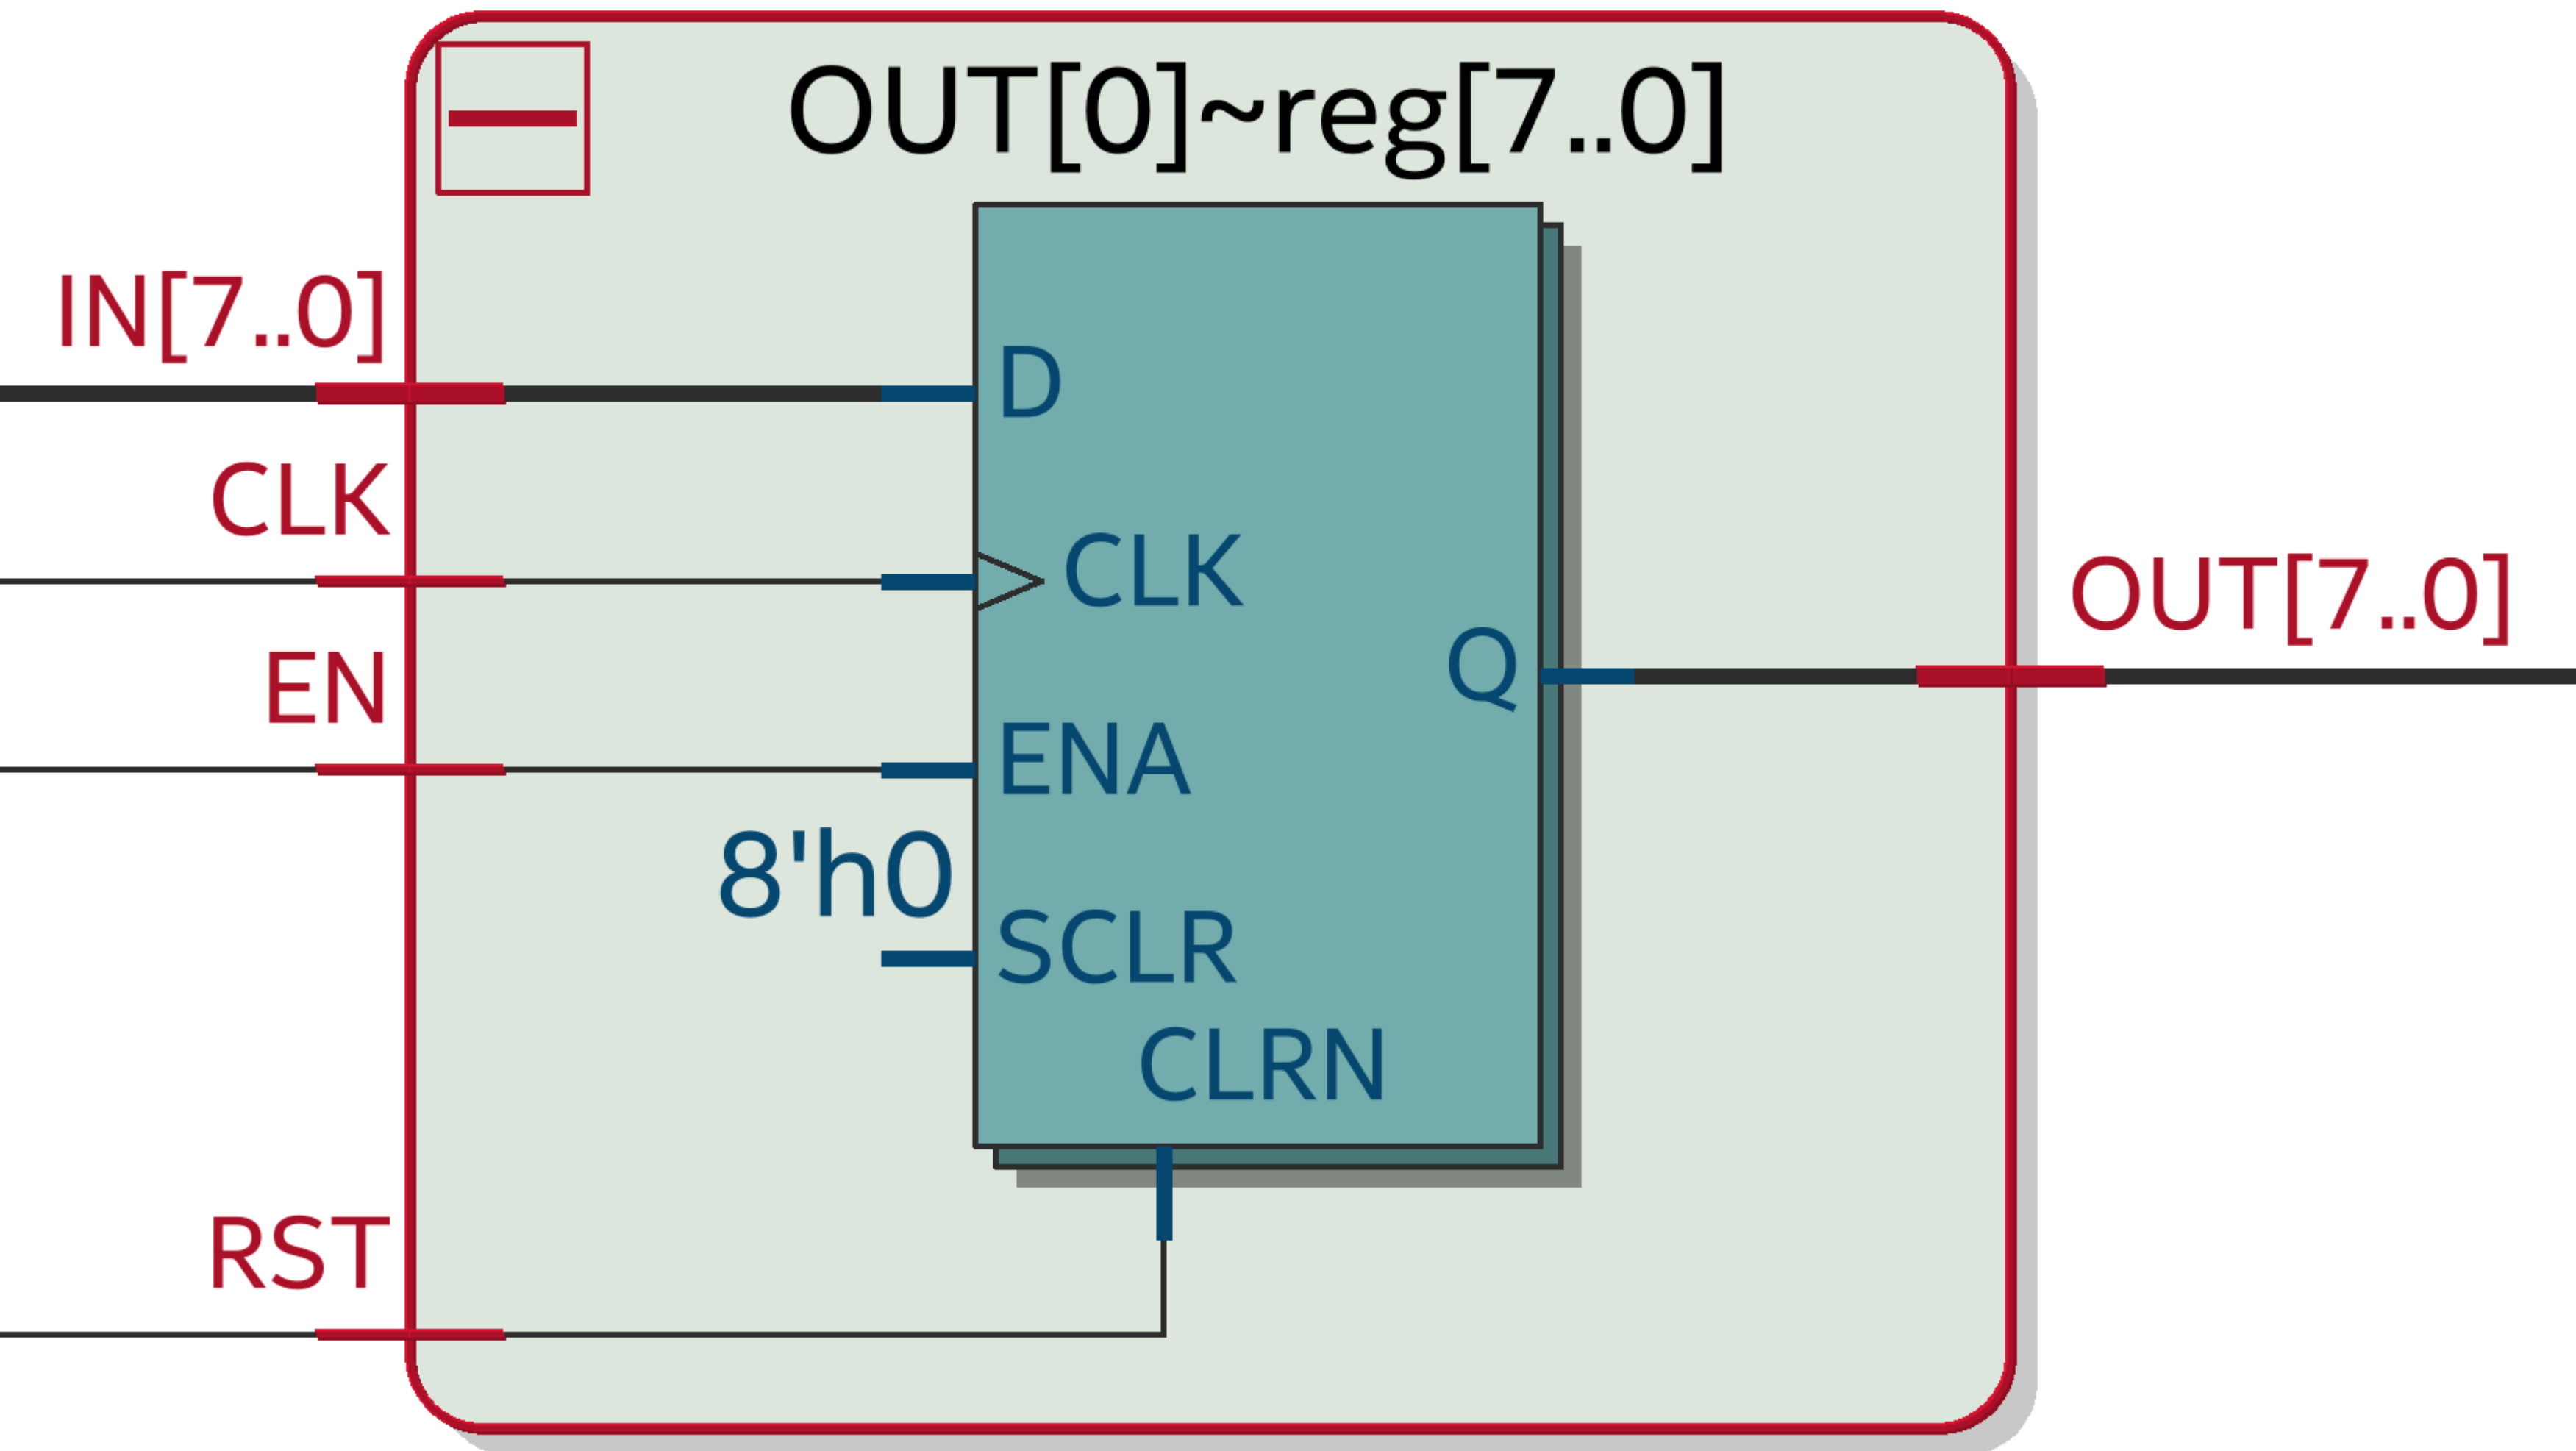 OUT[0]~reg[7..0]
IN[7..0]
D
CLK
CLK
OUT[7..0]
EN
Q
ENA
8'h0
SCLR
CLRN
RST